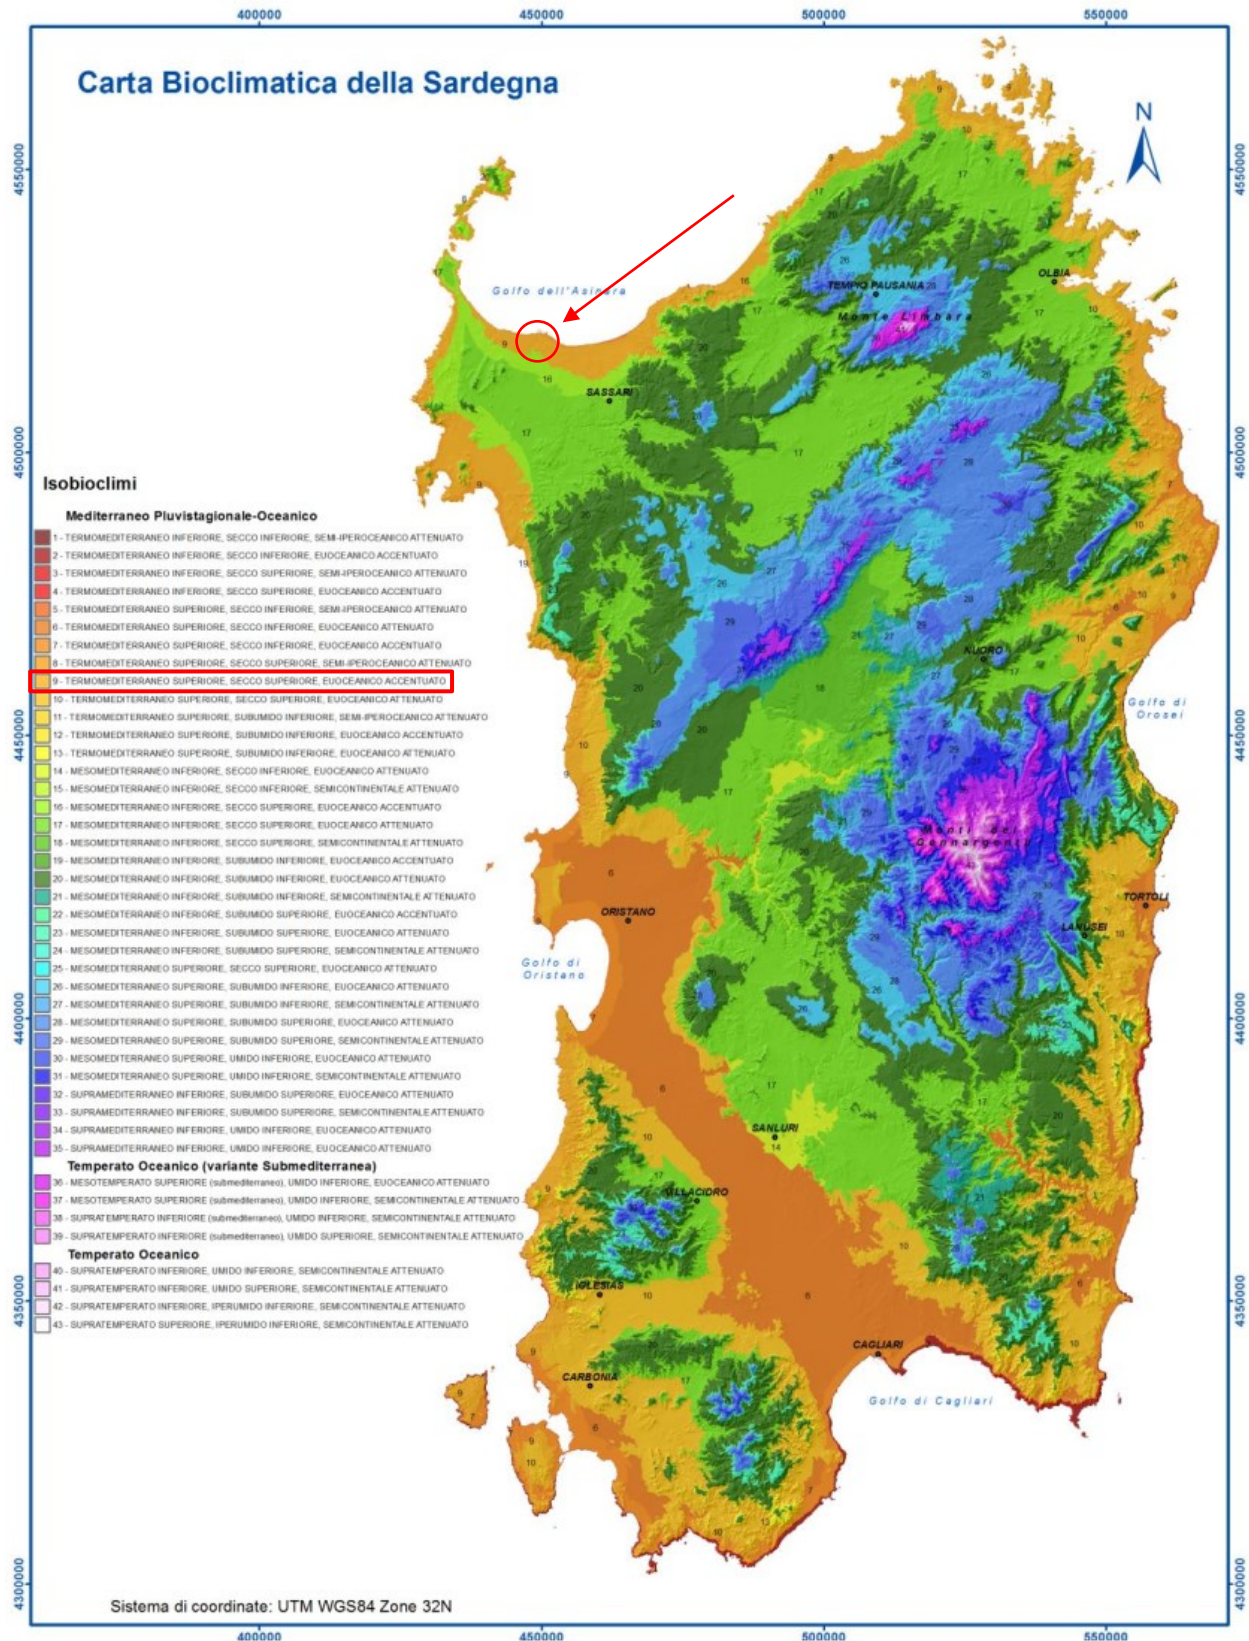 400000 450000 500000 550000
Carta Bioclimatica della Sardegna
N
4550000 4550000
Golfo dell'Asinara
OLBIA
TEMPIO PAUSANIA
Monte Limbara
SASSARI
4500000 4500000
Isobioclimi
Mediterraneo Pluvistagionale-Oceanico
1 - TERMOMEDITERRANEO INFERIORE, SECCO INFERIORE, SEMI-IPEROCEANICO ATTENUATO
2 - TERMOMEDITERRANEO INFERIORE, SECCO INFERIORE, EUOCEANICO ACCENTUATO
3 - TERMOMEDITERRANEO INFERIORE, SECCO SUPERIORE, SEMI-IPEROCEANICO ATTENUATO
4 - TERMOMEDITERRANEO INFERIORE, SECCO SUPERIORE, EUOCEANICO ACCENTUATO
5 - TERMOMEDITERRANEO SUPERIORE, SECCO INFERIORE, SEMI-IPEROCEANICO ATTENUATO
6 - TERMOMEDITERRANEO SUPERIORE, SECCO INFERIORE, EUOCEANICO ATTENUATO
7 - TERMOMEDITERRANEO SUPERIORE, SECCO INFERIORE, EUOCEANICO ACCENTUATO
8 - TERMOMEDITERRANEO SUPERIORE, SECCO SUPERIORE, SEMI-IPEROCEANICO ATTENUATO
9 - TERMOMEDITERRANEO SUPERIORE, SECCO SUPERIORE, EUOCEANICO ACCENTUATO
10 - TERMOMEDITERRANEO SUPERIORE, SECCO SUPERIORE, EUOCEANICO ATTENUATO
11 - TERMOMEDITERRANEO SUPERIORE, SUBUMIDO INFERIORE, SEMI-IPEROCEANICO ATTENUATO
12 - TERMOMEDITERRANEO SUPERIORE, SUBUMIDO INFERIORE, EUOCEANICO ACCENTUATO
13 - TERMOMEDITERRANEO SUPERIORE, SUBUMIDO INFERIORE, EUOCEANICO ATTENUATO
14 - MESOMEDITERRANEO INFERIORE, SECCO INFERIORE, EUOCEANICO ATTENUATO
15 - MESOMEDITERRANEO INFERIORE, SECCO INFERIORE, SEMICONTINENTALE ATTENUATO
16 - MESOMEDITERRANEO INFERIORE, SECCO SUPERIORE, EUOCEANICO ACCENTUATO
17 - MESOMEDITERRANEO INFERIORE, SECCO SUPERIORE, EUOCEANICO ATTENUATO
18 - MESOMEDITERRANEO INFERIORE, SECCO SUPERIORE, SEMICONTINENTALE ATTENUATO
19 - MESOMEDITERRANEO INFERIORE, SUBUMIDO INFERIORE, EUOCEANICO ACCENTUATO
20 - MESOMEDITERRANEO INFERIORE, SUBUMIDO INFERIORE, EUOCEANICO ATTENUATO
21 - MESOMEDITERRANEO INFERIORE, SUBUMIDO INFERIORE, SEMICONTINENTALE ATTENUATO
22 - MESOMEDITERRANEO INFERIORE, SUBUMIDO SUPERIORE, EUOCEANICO ACCENTUATO
23 - MESOMEDITERRANEO INFERIORE, SUBUMIDO SUPERIORE, EUOCEANICO ATTENUATO
24 - MESOMEDITERRANEO INFERIORE, SUBUMIDO SUPERIORE, SEMICONTINENTALE ATTENUATO
25 - MESOMEDITERRANEO SUPERIORE, SECCO SUPERIORE, EUOCEANICO ATTENUATO
26 - MESOMEDITERRANEO SUPERIORE, SUBUMIDO INFERIORE, EUOCEANICO ATTENUATO
27 - MESOMEDITERRANEO SUPERIORE, SUBUMIDO INFERIORE, SEMICONTINENTALE ATTENUATO
28 - MESOMEDITERRANEO SUPERIORE, SUBUMIDO SUPERIORE, EUOCEANICO ATTENUATO
29 - MESOMEDITERRANEO SUPERIORE, SUBUMIDO SUPERIORE, SEMICONTINENTALE ATTENUATO
30 - MESOMEDITERRANEO SUPERIORE, UMIDO INFERIORE, EUOCEANICO ATTENUATO
31 - MESOMEDITERRANEO SUPERIORE, UMIDO INFERIORE, SEMICONTINENTALE ATTENUATO
32 - SUPRAMEDITERRANEO INFERIORE, SUBUMIDO SUPERIORE, EUOCEANICO ATTENUATO
33 - SUPRAMEDITERRANEO INFERIORE, SUBUMIDO SUPERIORE, SEMICONTINENTALE ATTENUATO
34 - SUPRAMEDITERRANEO INFERIORE, UMIDO INFERIORE, EUOCEANICO ATTENUATO
35 - SUPRAMEDITERRANEO INFERIORE, UMIDO INFERIORE, EUOCEANICO ATTENUATO
Temperato Oceanico (variante Submediterranea)
36 - MESOTEMPERATO SUPERIORE (submediterraneo), UMIDO INFERIORE, EUOCEANICO ATTENUATO
37 - MESOTEMPERATO SUPERIORE (submediterraneo), UMIDO INFERIORE, SEMICONTINENTALE ATTENUATO
38 - SUPRATEMPERATO INFERIORE (submediterraneo), UMIDO INFERIORE, SEMICONTINENTALE ATTENUATO
39 - SUPRATEMPERATO INFERIORE (submediterraneo), UMIDO SUPERIORE, SEMICONTINENTALE ATTENUATO
Temperato Oceanico
40 - SUPRATEMPERATO INFERIORE, UMIDO INFERIORE, SEMICONTINENTALE ATTENUATO
41 - SUPRATEMPERATO INFERIORE, UMIDO SUPERIORE, SEMICONTINENTALE ATTENUATO
42 - SUPRATEMPERATO INFERIORE, IPERUMIDO INFERIORE, SEMICONTINENTALE ATTENUATO
43 - SUPRATEMPERATO SUPERIORE, IPERUMIDO INFERIORE, SEMICONTINENTALE ATTENUATO
NUORO
Golfo di
Orosei
4450000 4450000
Monti del
Gennargentu
ORISTANO
TORTOLI
LANUSEI
Golfo di
Oristano
4400000 4400000
SANLURI
VILLACIDRO
IGLESIAS
4350000 4350000
CAGLIARI
CARBONIA
Golfo di Cagliari
4300000 4300000
Sistema di coordinate: UTM WGS84 Zone 32N
400000 450000 500000 550000